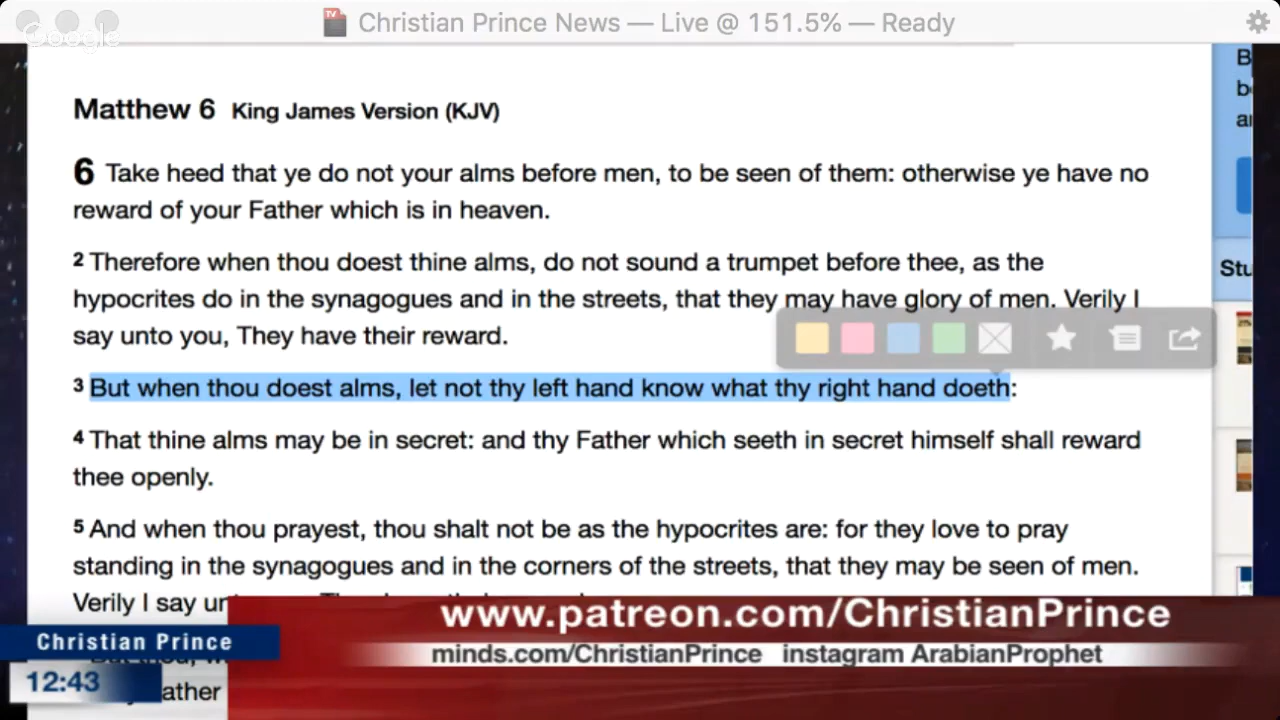 Christian Prince News — Live @ 151.5% — Ready
Google
Matthew 6 King James Version (KJV)
6 Take heed that ye do not your alms before men, to be seen of them: otherwise ye have no
reward of your Father which is in heaven.
2 Therefore when thou doest thine alms, do not sound a trumpet before thee, as the
hypocrites do in the synagogues and in the streets, that they may have glory of men. Verily I
say unto you, They have their reward.
Stu
3 But when thou doest alms, let not thy left hand know what thy right hand doeth:
4 That thine alms may be in secret: and thy Father which seeth in secret himself shall reward
thee openly.
5 And when thou prayest, thou shalt not be as the hypocrites are: for they love to pray
standing in the synagogues and in the corners of the streets, that they may be seen of men.
Verily I say
www.patreon.com/ChristianPrince
Christian Prince
minds.com/ChristianPrince instagram ArabianProphet
12:43